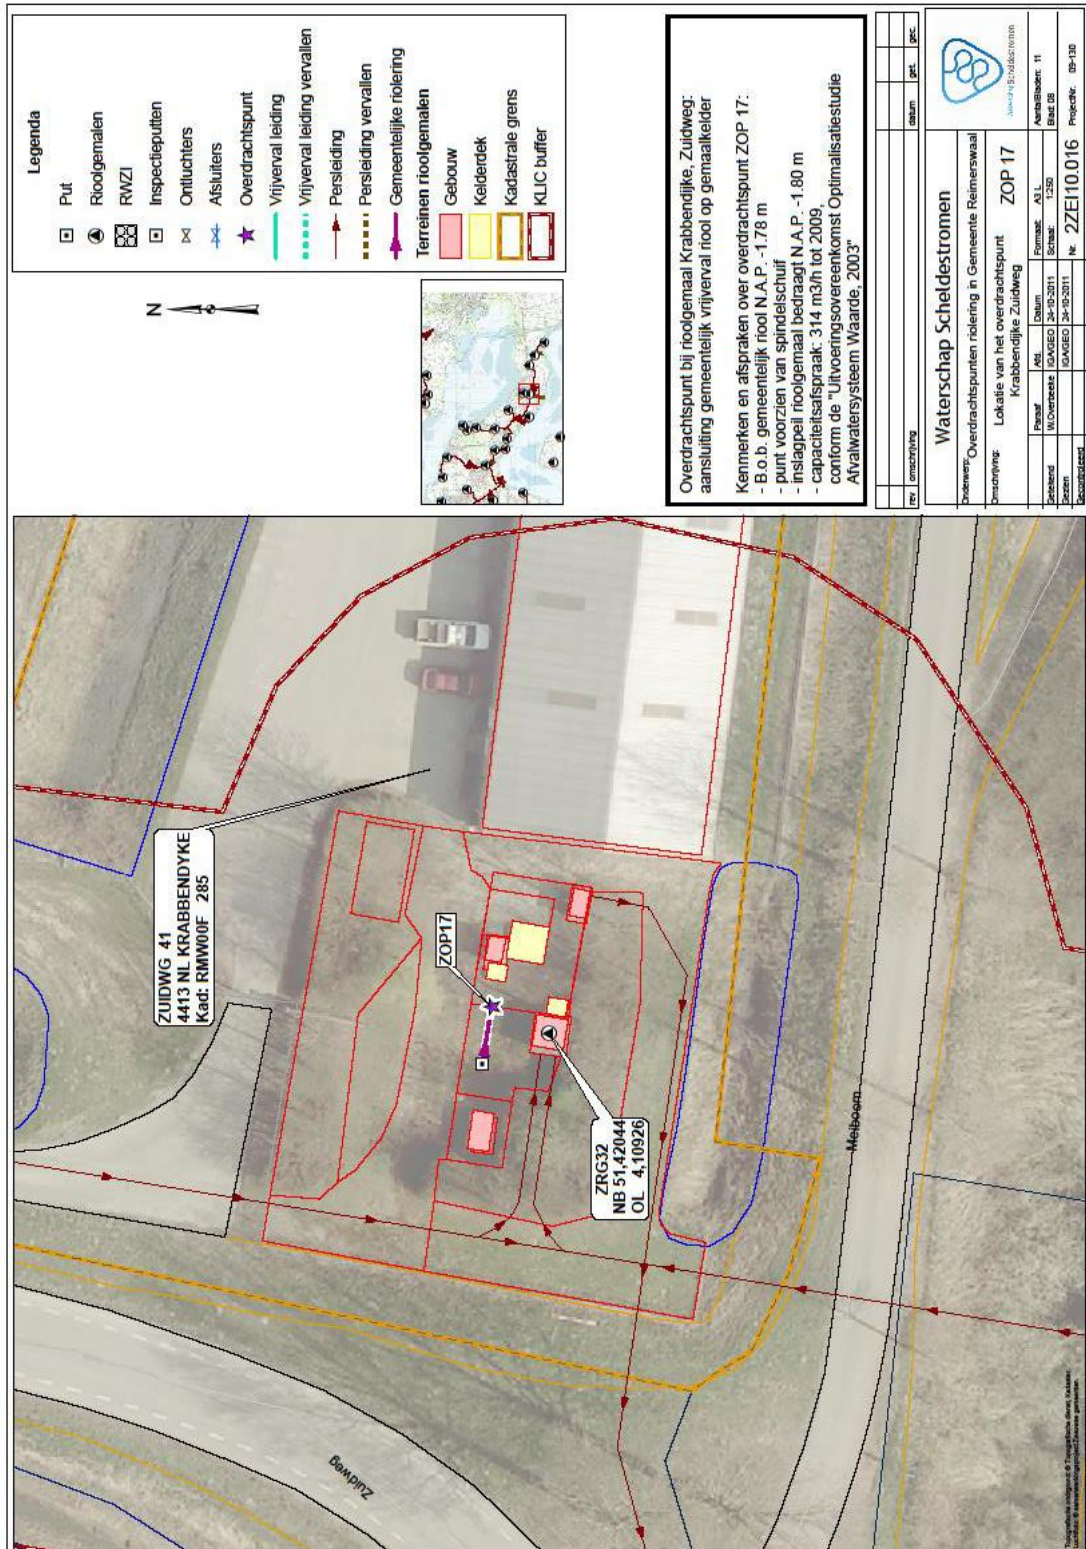 Legenda
Put
Rioolgemalen
RWZI
Inspectieputten
Ontluchters
Afsluiters
Overdrachtspunt
Vrijverval leiding
Vrijverval leiding vervallen
Persleiding
Persleiding vervallen
Gemeentelijke riolering
Terreinen rioolgemalen
Gebouw
Kelderdek
Kadastrale grens
KLIC buffer
N
Overdrachtspunt bij rioolgemaal Krabbendijke, Zuidweg:
aansluiting gemeentelijk vrijverval riool op gemaalkelder
Kenmerken en afspraken over overdrachtspunt ZOP 17:
- B.o.b. gemeentelijk riool N.A.P. -1.78 m
- punt voorzien van spindelschuif
- inslagpeil rioolgemaal bedraagt N.A.P. -1.80 m
- capaciteitsafspraak: 314 m3/h tot 2009,
conform de "Uitvoeringsovereenkomst Optimalisatiestudie
Afvalwatersysteem Waarde, 2003"
rev omschrijving datum get. gec.
Waterschap Scheldestromen
Onderwerp: Overdrachtspunten riolering in Gemeente Reimerswaal
Omschrijving: Lokatie van het overdrachtspunt ZOP 17
Krabbendijke Zuidweg
Paraaf Afd. Datum Formaat: A3 L Aantal Bladen: 11
Getekend W.Overbeeke IGA/GEO 24-10-2011 Schaal: 1:250 Blad: 08
Gezien IGA/GEO 24-10-2011 Nr. 2ZEI10.016 Projectnr. 09-130
Gecontroleerd
ZUIDWG 41
4413 NL KRABBENDYKE
Kad: RMW00F 285
ZOP17
ZRG32
NB 51,42044
OL 4,10926
Zuidweg
Meiboom